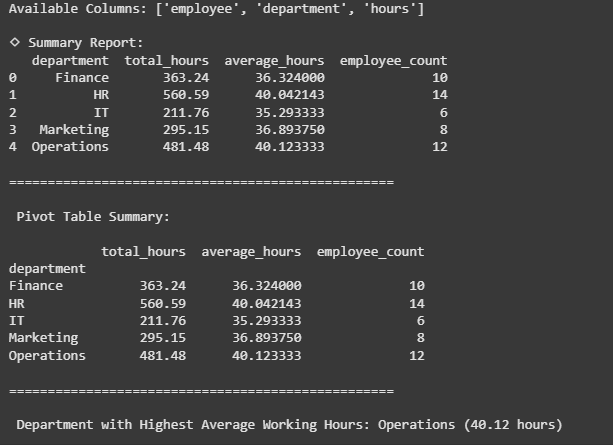 Available Columns: ['employee', 'department', 'hours']
◇ Summary Report:
department total_hours average_hours employee_count
0 Finance 363.24 36.324000 10
1 HR 560.59 40.042143 14
2 IT 211.76 35.293333 6
3 Marketing 295.15 36.893750 8
4 Operations 481.48 40.123333 12
==================================================
Pivot Table Summary:
total_hours average_hours employee_count
department
Finance 363.24 36.324000 10
HR 560.59 40.042143 14
IT 211.76 35.293333 6
Marketing 295.15 36.893750 8
Operations 481.48 40.123333 12
==================================================
Department with Highest Average Working Hours: Operations (40.12 hours)